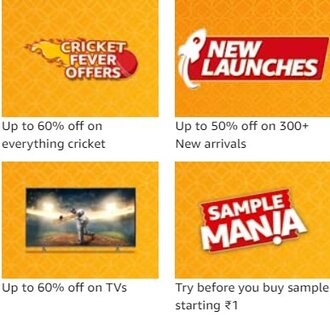 CRICKET
FEVER
OFFERS
NEW
LAUNCHES
Up to 60% off on
everything cricket
Up to 50% off on 300+
New arrivals
SAMPLE
MANIA
Up to 60% off on TVs
Try before you buy sample
starting ₹1